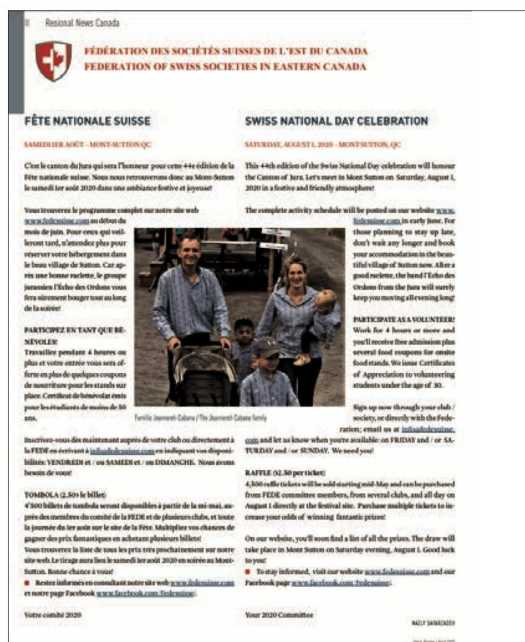 Regional News Canada
FÉDÉRATION DES SOCIÉTÉS SUISSES DE L'EST DU CANADA
FEDERATION OF SWISS SOCIETIES IN EASTERN CANADA
FÊTE NATIONALE SUISSE
SAMEDI 1ER AOÛT – MONT-SUTTON QC
C'est le canton du Jura qui sera l'honneur pour cette 44e édition de la
Fête nationale suisse. Nous nous retrouverons donc au Mont-Sutton
le samedi 1er août 2020 dans une ambiance festive et joyeuse!
Vous trouverez le programme complet sur notre site web
www.fedesuisse.com au début du
mois de juin. Pour ceux qui veil-
leront tard, n'attendez plus pour
réserver votre hébergement dans
le beau village de Sutton. Car ap-
rès une bonne raclette, le groupe
jurassien l'Écho des Ordons vous
fera sûrement bouger tout au long
de la soirée!
PARTICIPEZ EN TANT QUE BÉ-
NÉVOLES!
Travaillez pendant 4 heures ou
plus et votre entrée vous sera of-
ferte en plus de quelques coupons
de nourriture pour les stands sur
place. Certificat de bénévolat émis
pour les étudiants de moins de 30
ans.
Inscrivez-vous dès maintenant auprès de votre club ou directement à
la FEDE en écrivant à info@fedesuisse.com en indiquant vos disponi-
bilités: VENDREDI et / ou SAMEDI et / ou DIMANCHE. Nous avons
besoin de vous!
TOMBOLA (2.50$ le billet)
4'500 billets de tombola seront disponibles à partir de la mi-mai, au-
près des membres du comité de la FEDE et de plusieurs clubs, et toute
la journée du 1er août sur le site de la Fête. Multipliez vos chances de
gagner des prix fantastiques en achetant plusieurs billets!
Vous trouverez la liste de tous les prix très prochainement sur notre
site web. Le tirage aura lieu le samedi 1er août 2020 en soirée au Mont-
Sutton. Bonne chance à vous!
■ Restez informés en consultant notre site web www.fedesuisse.com
et notre page Facebook www.facebook.com/Fedesuisse/.
Votre comité 2020
Famille Jeanneret-Cabana / The Jeanneret-Cabana family
SWISS NATIONAL DAY CELEBRATION
SATURDAY, AUGUST 1, 2020 – MONT SUTTON, QC
This 44th edition of the Swiss National Day celebration will honour
the Canton of Jura. Let's meet in Mont Sutton on Saturday, August 1,
2020 in a festive and friendly atmosphere!
The complete activity schedule will be posted on our website www.
fedesuisse.com in early June. For
those planning to stay up late,
don't wait any longer and book
your accommodation in the beau-
tiful village of Sutton now. After a
good raclette, the band l'Écho des
Ordons from the Jura will surely
keep you moving all evening long!
PARTICIPATE AS A VOLUNTEER!
Work for 4 hours or more and
you'll receive free admission plus
several food coupons for onsite
food stands. We issue Certificates
of Appreciation to volunteering
students under the age of 30.
Sign up now through your club /
society, or directly with the Fede-
ration; email us at info@fedesuisse.
com and let us know when you're available: on FRIDAY and / or SA-
TURDAY and / or SUNDAY. We need you!
RAFFLE ($2.50 per ticket)
4,500 raffle tickets will be sold starting mid-May and can be purchased
from FEDE committee members, from several clubs, and all day on
August 1 directly at the festival site. Purchase multiple tickets to in-
crease your odds of winning fantastic prizes!
On our website, you'll soon find a list of all the prizes. The draw will
take place in Mont Sutton on Saturday evening, August 1. Good luck
to you!
■ To stay informed, visit our website www.fedesuisse.com and our
Facebook page www.facebook.com/Fedesuisse/.
Your 2020 Committee